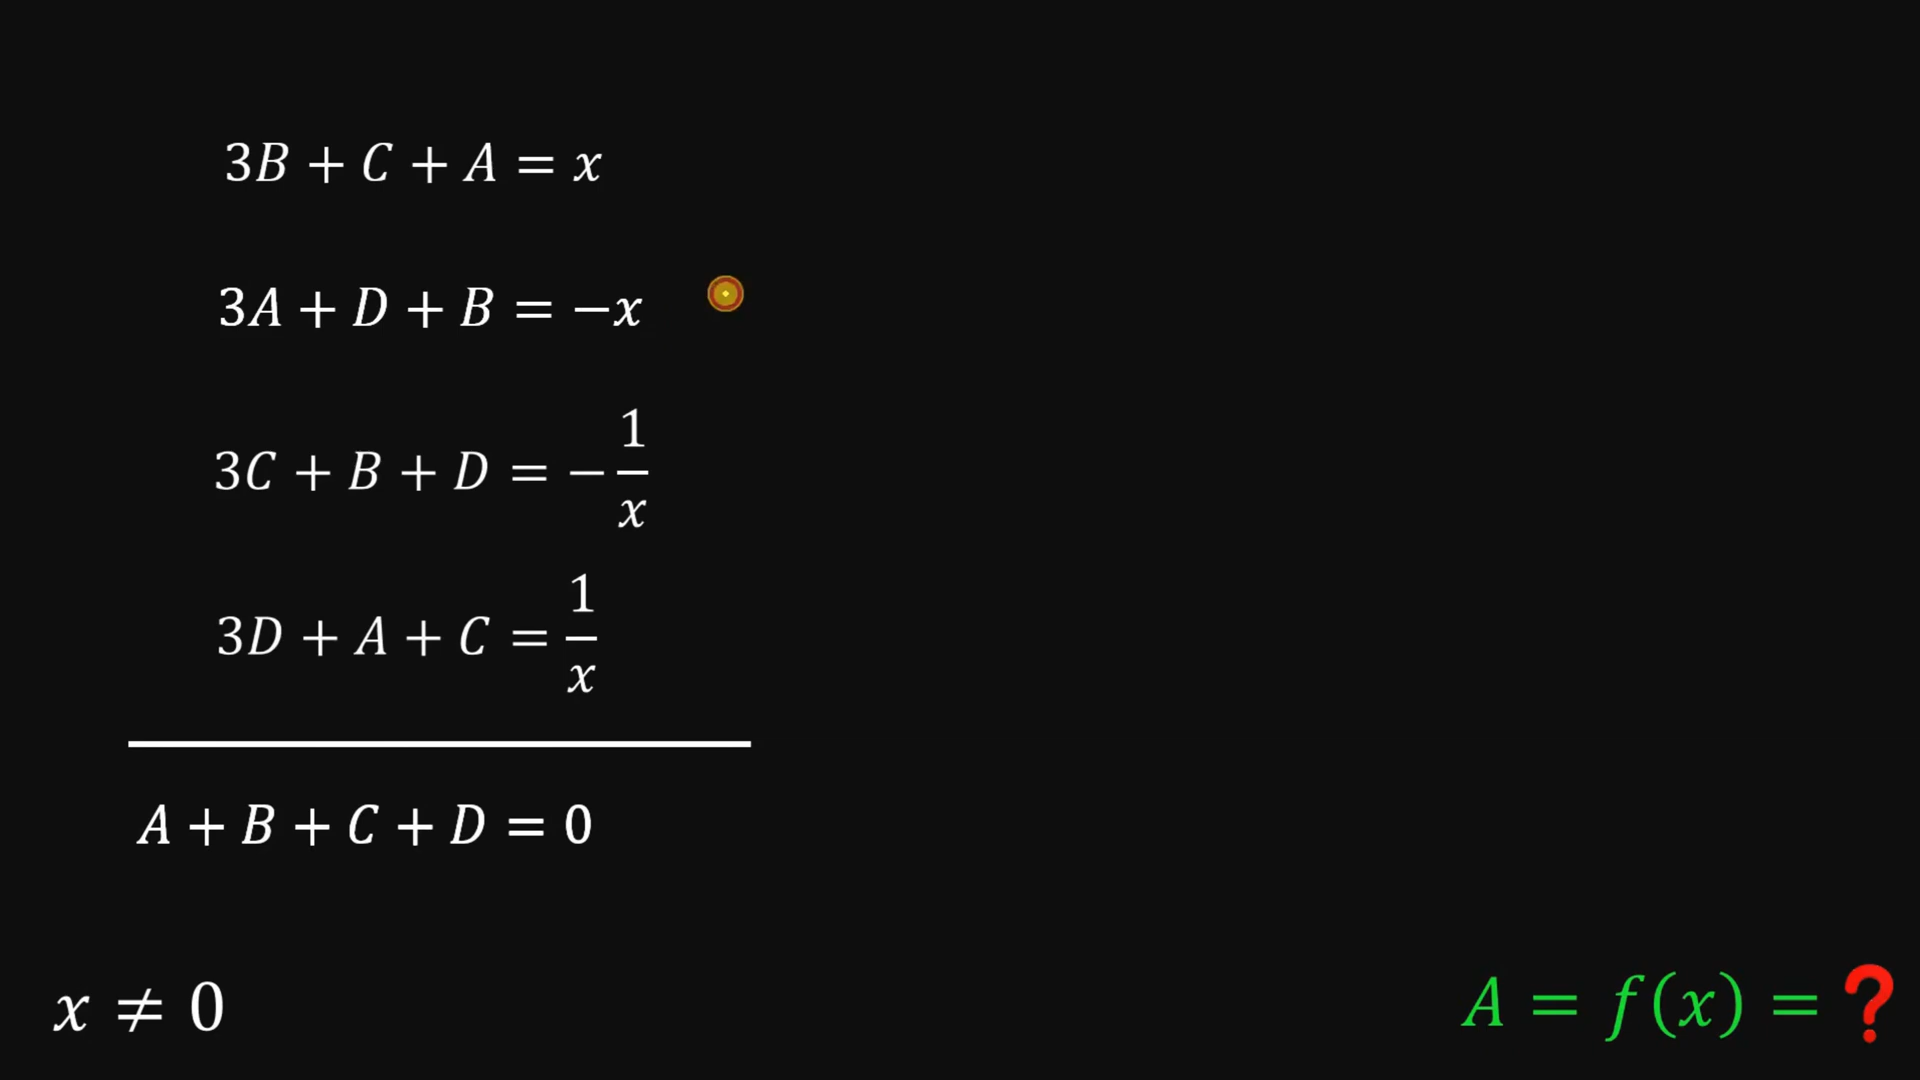 3B + C + A = x
3A + D + B = −x
3C + B + D = −1/x
3D + A + C = 1/x
A + B + C + D = 0
x ≠ 0
A = f(x) = ❓